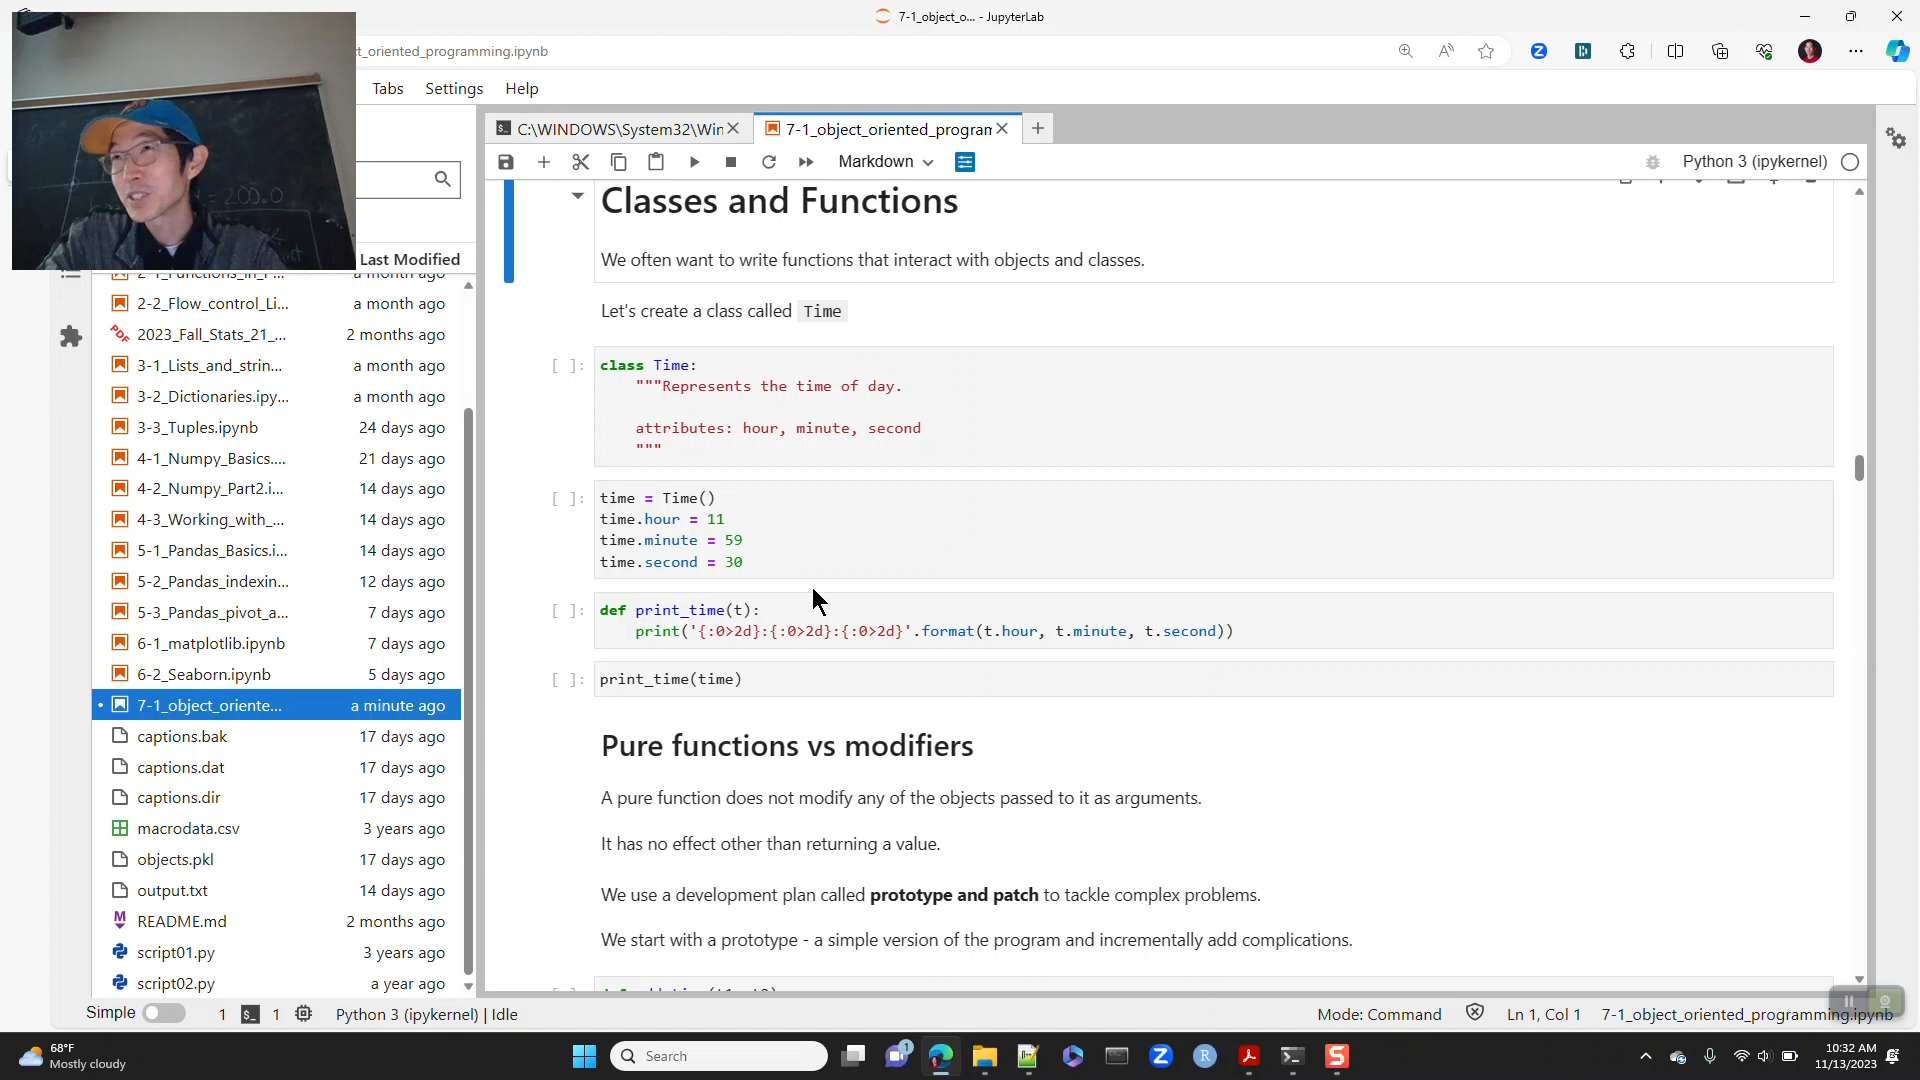 7-1_object_o... - JupyterLab
t_oriented_programming.ipynb
Tabs Settings Help
C:\WINDOWS\System32\Win
7-1_object_oriented_program
Markdown
Python 3 (ipykernel)
= 200.0
Last Modified
a month ago
2-2_Flow_control_Li... a month ago
2023_Fall_Stats_21_... 2 months ago
3-1_Lists_and_strin... a month ago
3-2_Dictionaries.ipy... a month ago
3-3_Tuples.ipynb 24 days ago
4-1_Numpy_Basics.... 21 days ago
4-2_Numpy_Part2.i... 14 days ago
4-3_Working_with_... 14 days ago
5-1_Pandas_Basics.i... 14 days ago
5-2_Pandas_indexin... 12 days ago
5-3_Pandas_pivot_a... 7 days ago
6-1_matplotlib.ipynb 7 days ago
6-2_Seaborn.ipynb 5 days ago
7-1_object_oriente... a minute ago
captions.bak 17 days ago
captions.dat 17 days ago
captions.dir 17 days ago
macrodata.csv 3 years ago
objects.pkl 17 days ago
output.txt 14 days ago
README.md 2 months ago
script01.py 3 years ago
script02.py a year ago
Classes and Functions
We often want to write functions that interact with objects and classes.
Let's create a class called Time
[ ]: class Time:
"""Represents the time of day.
attributes: hour, minute, second
"""
[ ]: time = Time()
time.hour = 11
time.minute = 59
time.second = 30
[ ]: def print_time(t):
print('{:0>2d}:{:0>2d}:{:0>2d}'.format(t.hour, t.minute, t.second))
[ ]: print_time(time)
Pure functions vs modifiers
A pure function does not modify any of the objects passed to it as arguments.
It has no effect other than returning a value.
We use a development plan called prototype and patch to tackle complex problems.
We start with a prototype - a simple version of the program and incrementally add complications.
Simple 1 1 Python 3 (ipykernel) | Idle
Mode: Command Ln 1, Col 1 7-1_object_oriented_programming.ipynb
68°F
Mostly cloudy
Search
1
10:32 AM
11/13/2023